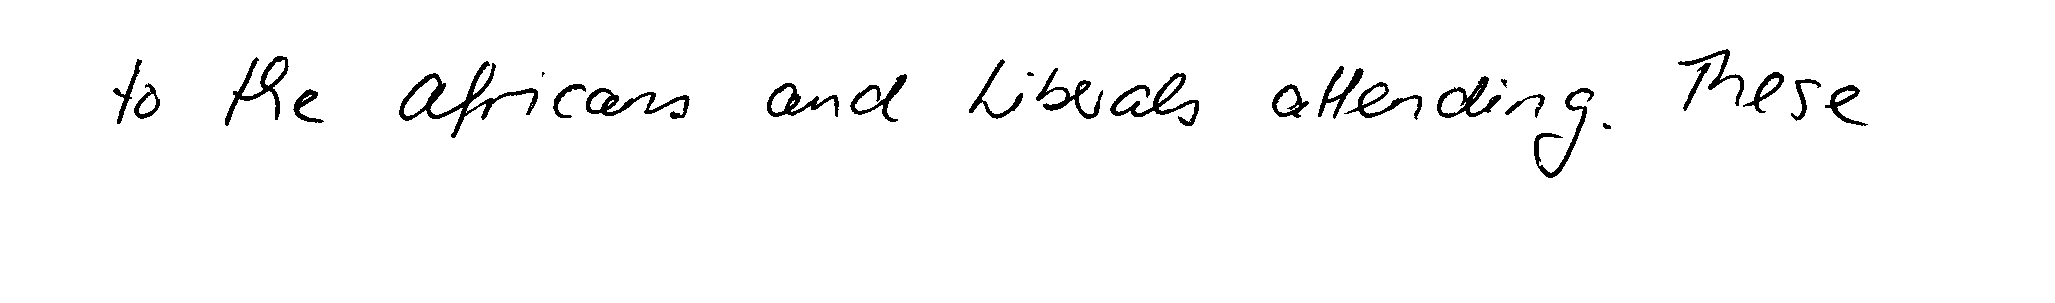 to the Africans and Liberals attending. These